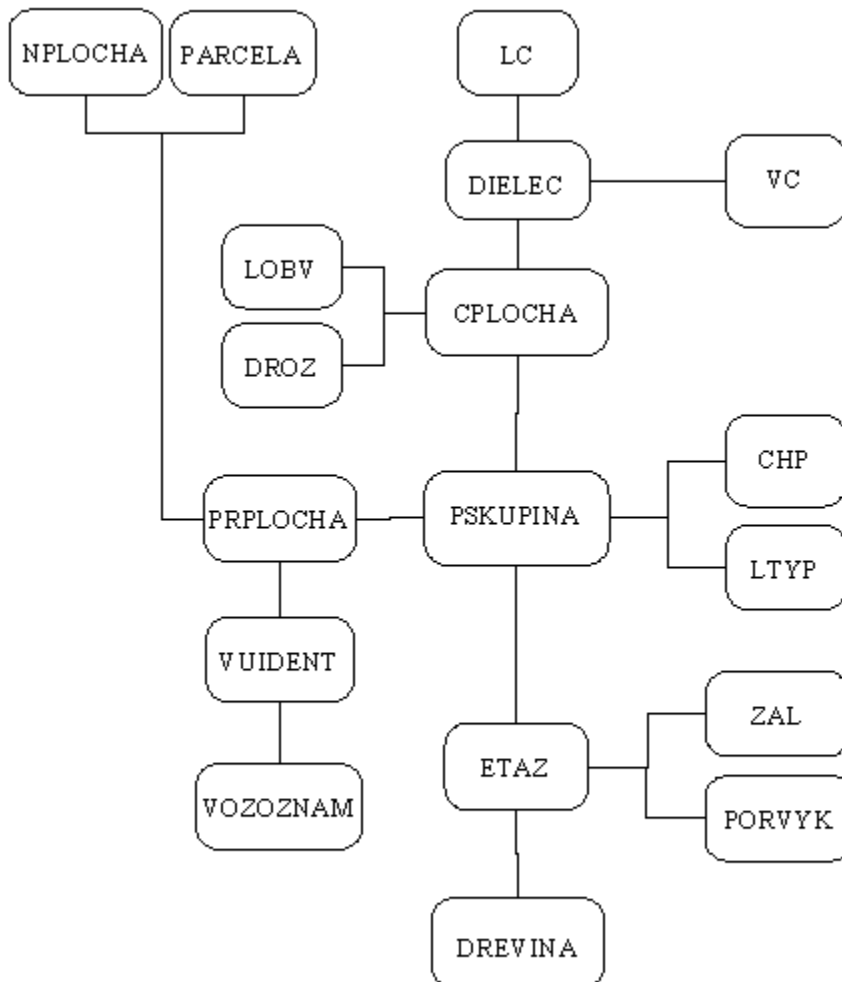 NPLOCHA
PARCELA
LC
DIELEC
VC
LOBV
CPLOCHA
DROZ
CHP
PRPLOCHA
PSKUPINA
LTYP
VUIDENT
ZAL
ETAZ
VOZOZNAM
PORVYK
DREVINA